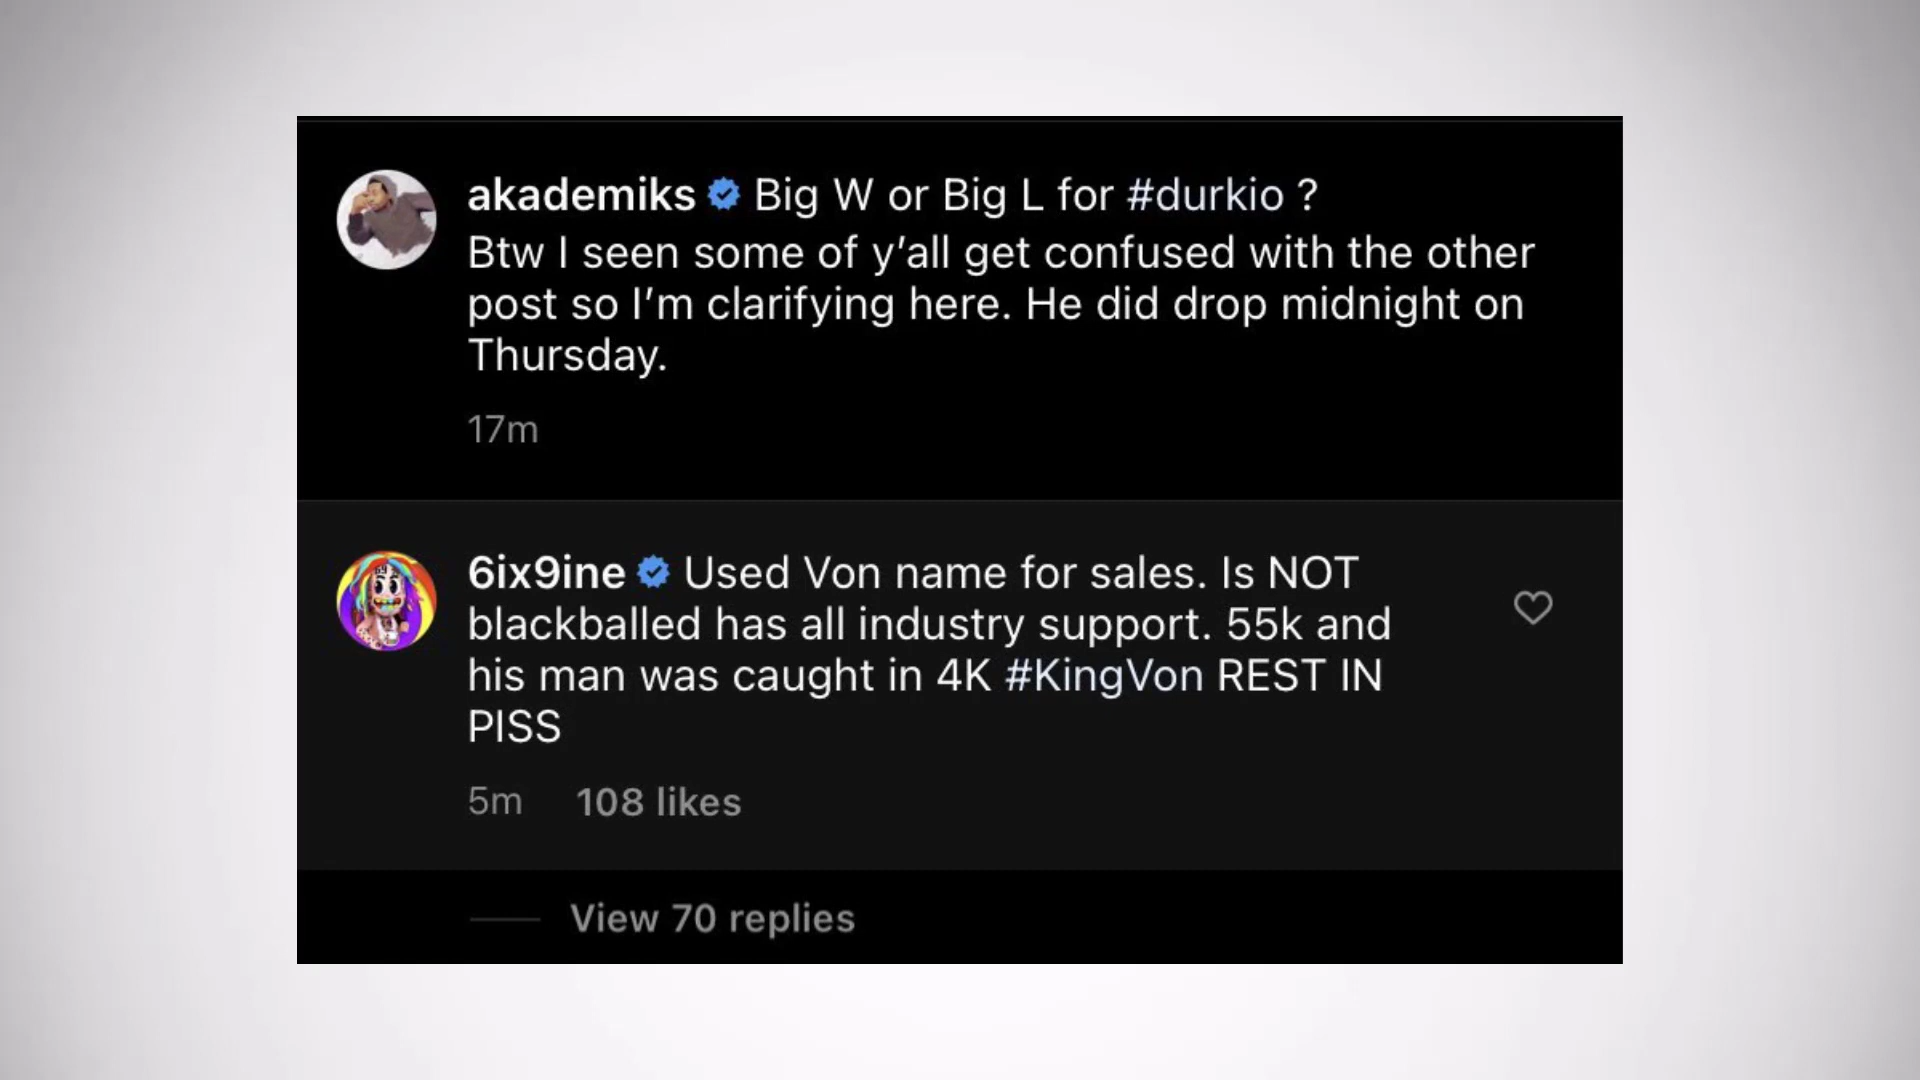 akademiks Big W or Big L for #durkio ?
Btw I seen some of y’all get confused with the other
post so I’m clarifying here. He did drop midnight on
Thursday.
17m
6ix9ine Used Von name for sales. Is NOT
blackballed has all industry support. 55k and
his man was caught in 4K #KingVon REST IN
PISS
5m 108 likes
View 70 replies